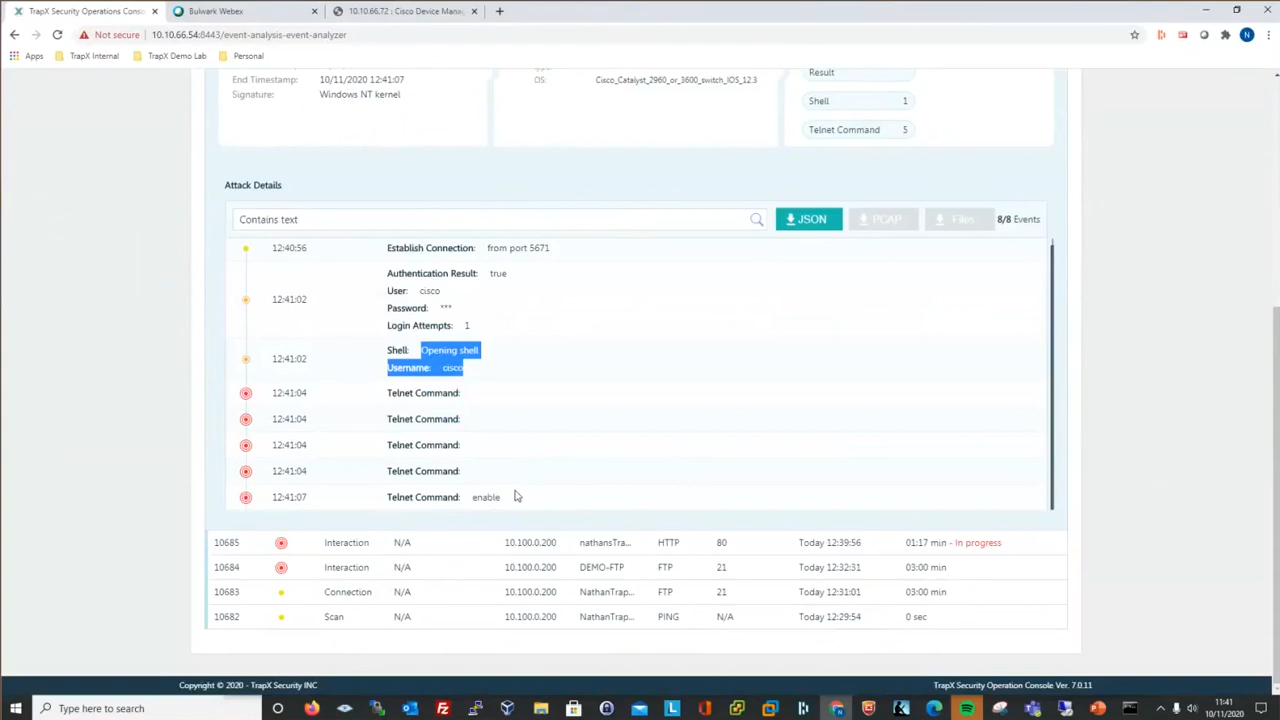 TrapX Security Operations Conso
Bulwark Webex
10.10.66.72 : Cisco Device Mana
Not secure
10.10.66.54:8443/event-analysis-event-analyzer
Apps
TrapX Internal
TrapX Demo Lab
Personal
End Timestamp: 10/11/2020 12:41:07
Signature: Windows NT kernel
OS: Cisco_Catalyst_2960_or_3600_switch_IOS_12.3
Result
Shell 1
Telnet Command 5
Attack Details
Contains text
JSON
PCAP
Files
8/8 Events
12:40:56 Establish Connection: from port 5671
12:41:02 Authentication Result: true
User: cisco
Password: ***
Login Attempts: 1
12:41:02 Shell: Opening shell
Username: cisco
12:41:04 Telnet Command:
12:41:04 Telnet Command:
12:41:04 Telnet Command:
12:41:04 Telnet Command:
12:41:07 Telnet Command: enable
10685 Interaction N/A 10.100.0.200 nathansTra... HTTP 80 Today 12:39:56 01:17 min - In progress
10684 Interaction N/A 10.100.0.200 DEMO-FTP FTP 21 Today 12:32:31 03:00 min
10683 Connection N/A 10.100.0.200 NathanTrap... FTP 21 Today 12:31:01 03:00 min
10682 Scan N/A 10.100.0.200 NathanTrap... PING N/A Today 12:29:54 0 sec
Copyright © 2020 - TrapX Security INC
TrapX Security Operation Console Ver. 7.0.11
Type here to search
11:41
10/11/2020